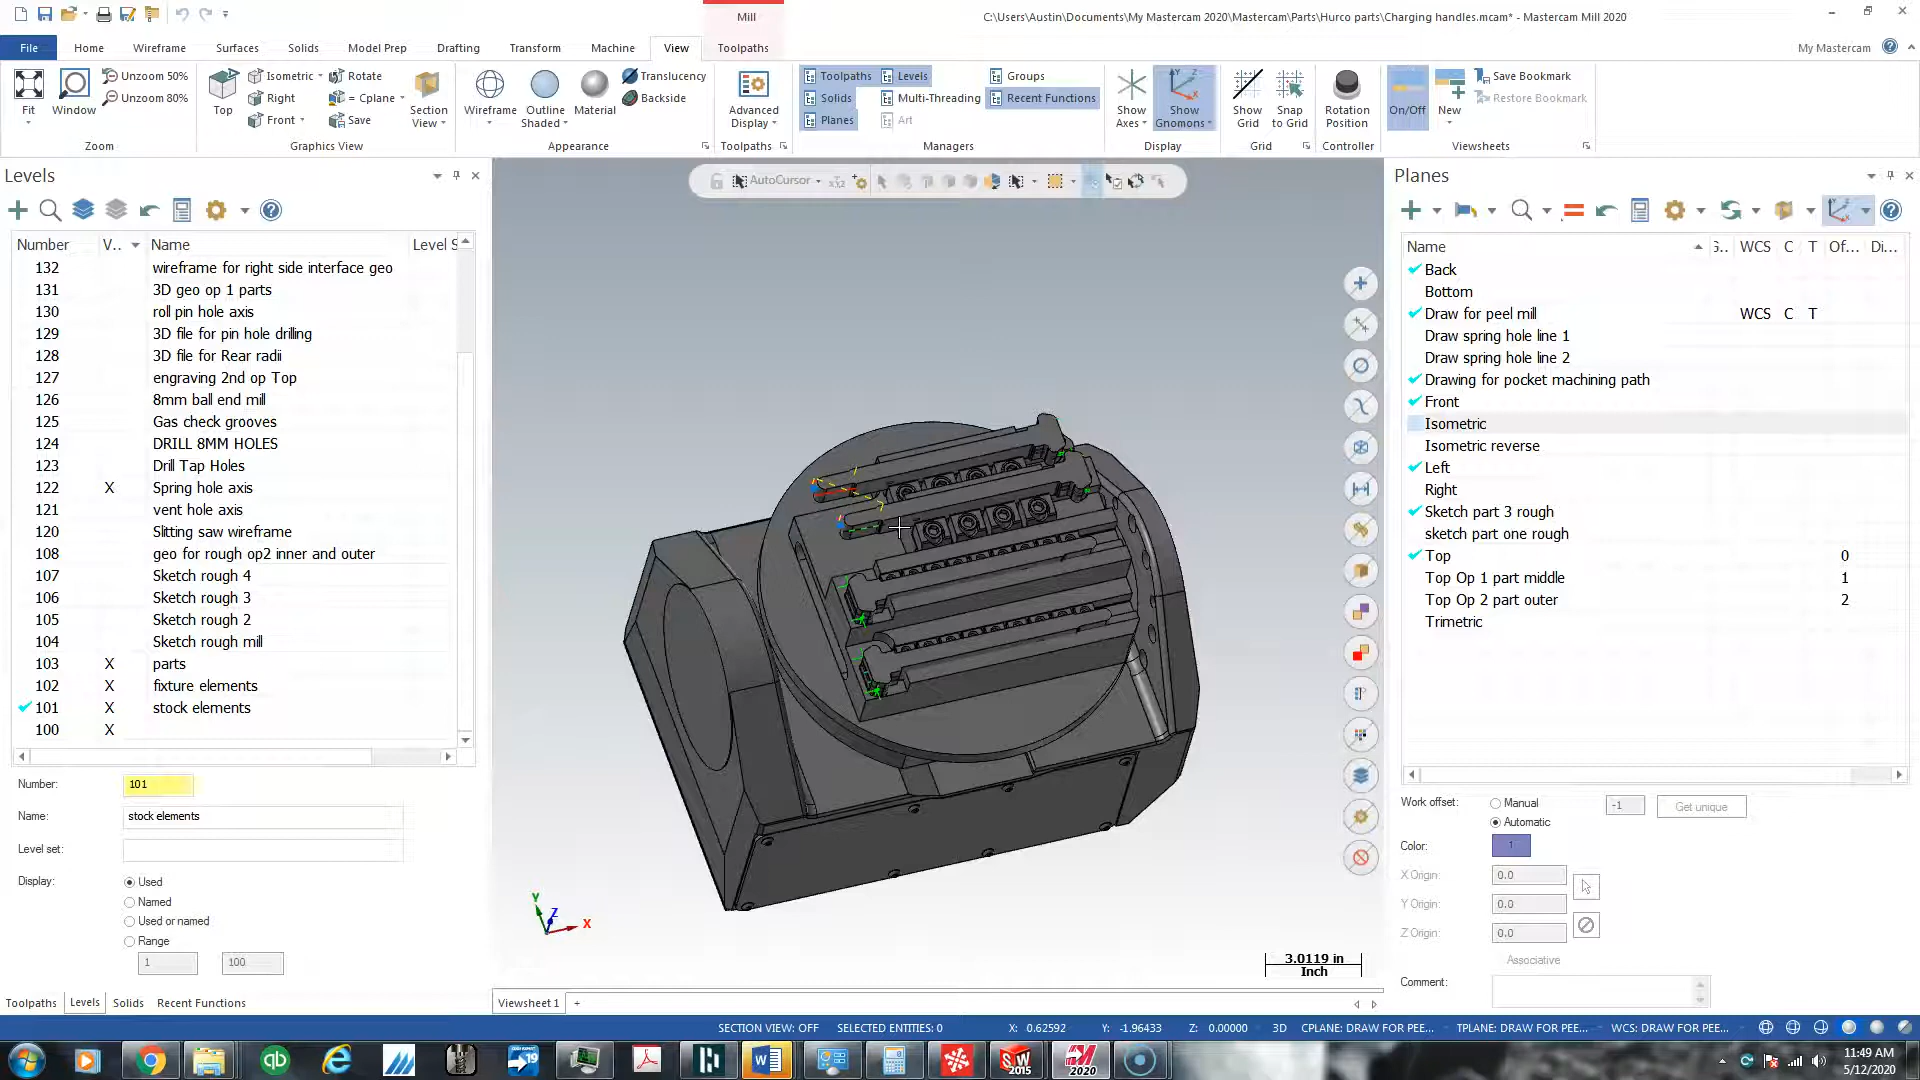 Mill
C:\Users\Austin\Documents\My Mastercam 2020\Mastercam\Parts\Hurco parts\Charging handles.mcam* - Mastercam Mill 2020
File Home Wireframe Surfaces Solids Model Prep Drafting Transform Machine View Toolpaths My Mastercam
Fit Window Unzoom 50% Unzoom 80% Zoom
Top Isometric Right Front Rotate = Cplane Save Section View Graphics View
Wireframe Outline Shaded Material Translucency Backside Appearance
Advanced Display Toolpaths
Toolpaths Solids Planes Levels Multi-Threading Art Groups Recent Functions Managers
Show Axes Show Gnomons Display
Show Grid Snap to Grid Grid
Rotation Position Controller
On/Off New Save Bookmark Restore Bookmark Viewsheets
Levels
AutoCursor
Number V.. Name Level S
132 wireframe for right side interface geo
131 3D geo op 1 parts
130 roll pin hole axis
129 3D file for pin hole drilling
128 3D file for Rear radii
127 engraving 2nd op Top
126 8mm ball end mill
125 Gas check grooves
124 DRILL 8MM HOLES
123 Drill Tap Holes
122 X Spring hole axis
121 vent hole axis
120 Slitting saw wireframe
108 geo for rough op2 inner and outer
107 Sketch rough 4
106 Sketch rough 3
105 Sketch rough 2
104 Sketch rough mill
103 X parts
102 X fixture elements
101 X stock elements
100 X
Number: 101
Name: stock elements
Level set:
Display: Used
Named
Used or named
Range
1 100
Toolpaths Levels Solids Recent Functions
Y Z X
3.0119 in
Inch
Viewsheet 1 +
Planes
Name WCS C T Of... Di...
Back
Bottom
Draw for peel mill WCS C T
Draw spring hole line 1
Draw spring hole line 2
Drawing for pocket machining path
Front
Isometric
Isometric reverse
Left
Right
Sketch part 3 rough
sketch part one rough
Top 0
Top Op 1 part middle 1
Top Op 2 part outer 2
Trimetric
Work offset: Manual -1 Get unique
Automatic
Color: 1
X Origin: 0.0
Y Origin: 0.0
Z Origin: 0.0
Associative
Comment:
SECTION VIEW: OFF SELECTED ENTITIES: 0 X: 0.62592 Y: -1.96433 Z: 0.00000 3D CPLANE: DRAW FOR PEE... TPLANE: DRAW FOR PEE... WCS: DRAW FOR PEE...
qb 19 W SW 2015 2020
11:49 AM
5/12/2020